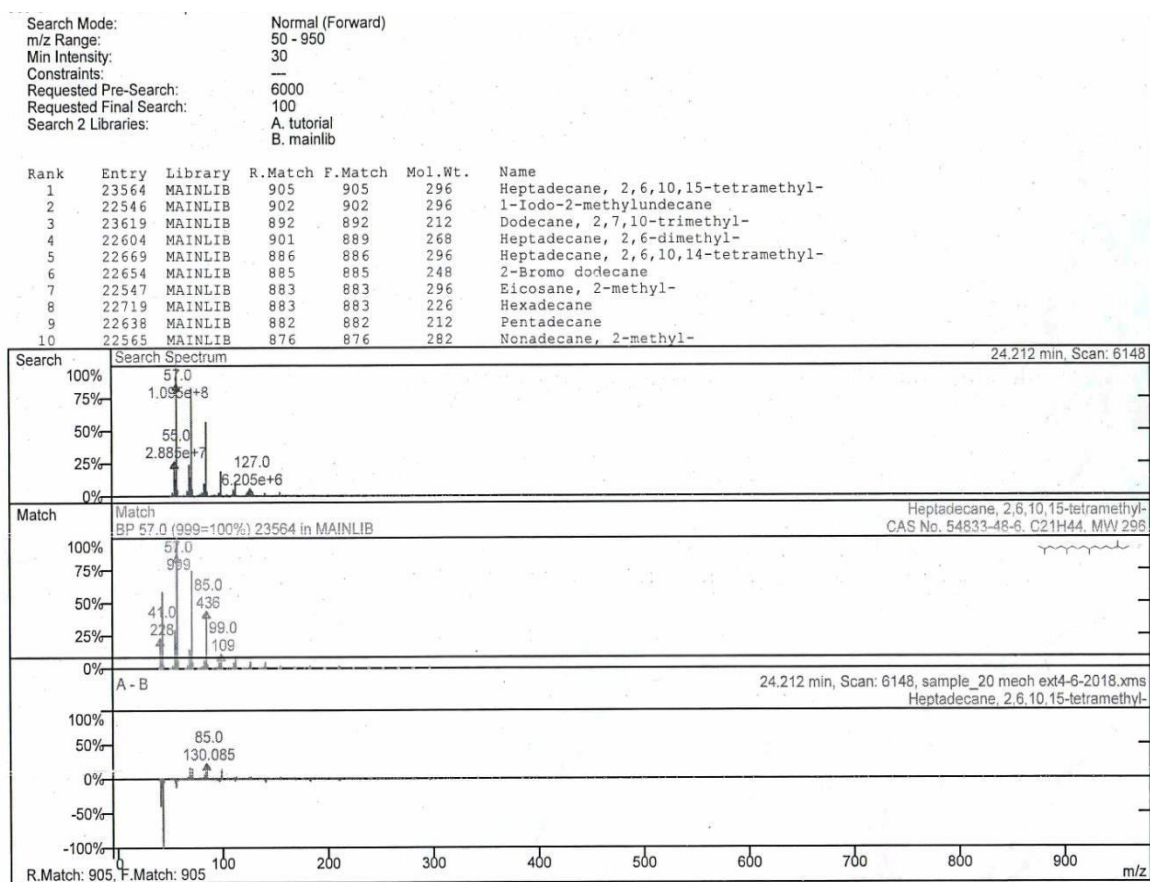 Search Mode: Normal (Forward)
m/z Range: 50 - 950
Min Intensity: 30
Constraints: ---
Requested Pre-Search: 6000
Requested Final Search: 100
Search 2 Libraries: A. tutorial
B. mainlib
Rank Entry Library R.Match F.Match Mol.Wt. Name
1 23564 MAINLIB 905 905 296 Heptadecane, 2,6,10,15-tetramethyl-
2 22546 MAINLIB 902 902 296 1-Iodo-2-methylundecane
3 23619 MAINLIB 892 892 212 Dodecane, 2,7,10-trimethyl-
4 22604 MAINLIB 901 889 268 Heptadecane, 2,6-dimethyl-
5 22669 MAINLIB 886 886 296 Heptadecane, 2,6,10,14-tetramethyl-
6 22654 MAINLIB 885 885 248 2-Bromo dodecane
7 22547 MAINLIB 883 883 296 Eicosane, 2-methyl-
8 22719 MAINLIB 883 883 226 Hexadecane
9 22638 MAINLIB 882 882 212 Pentadecane
10 22565 MAINLIB 876 876 282 Nonadecane, 2-methyl-
Search Search Spectrum 24.212 min, Scan: 6148
100% 57.0
1.095e+8
75%
50%
55.0
2.885e+7 127.0
25% 6.205e+6
0%
Match Match Heptadecane, 2,6,10,15-tetramethyl-
BP 57.0 (999=100%) 23564 in MAINLIB CAS No. 54833-48-6, C21H44, MW 296
100% 57.0
999
75% 85.0
436
50%
41.0 99.0
228 109
25%
0%
A - B 24.212 min, Scan: 6148, sample_20 meoh ext4-6-2018.xms
Heptadecane, 2,6,10,15-tetramethyl-
100%
85.0
50% 130.085
0%
-50%
-100%
0 100 200 300 400 500 600 700 800 900
R.Match: 905, F.Match: 905 m/z